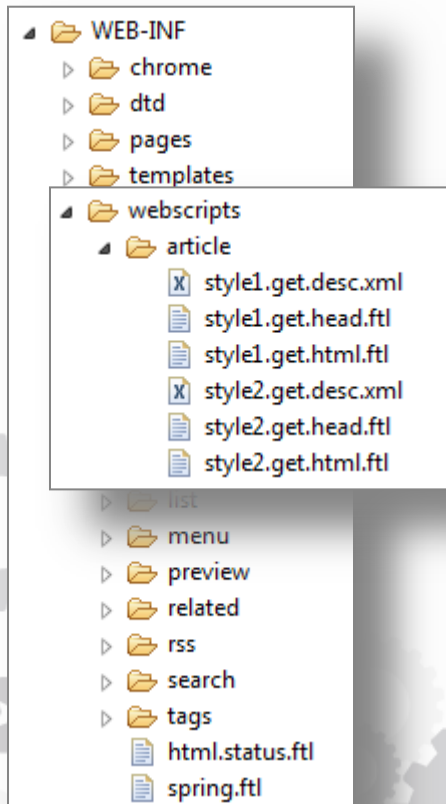 WEB-INF
chrome
dtd
pages
templates
webscripts
article
style1.get.desc.xml
style1.get.head.ftl
style1.get.html.ftl
style2.get.desc.xml
style2.get.head.ftl
style2.get.html.ftl
list
menu
preview
related
rss
search
tags
html.status.ftl
spring.ftl